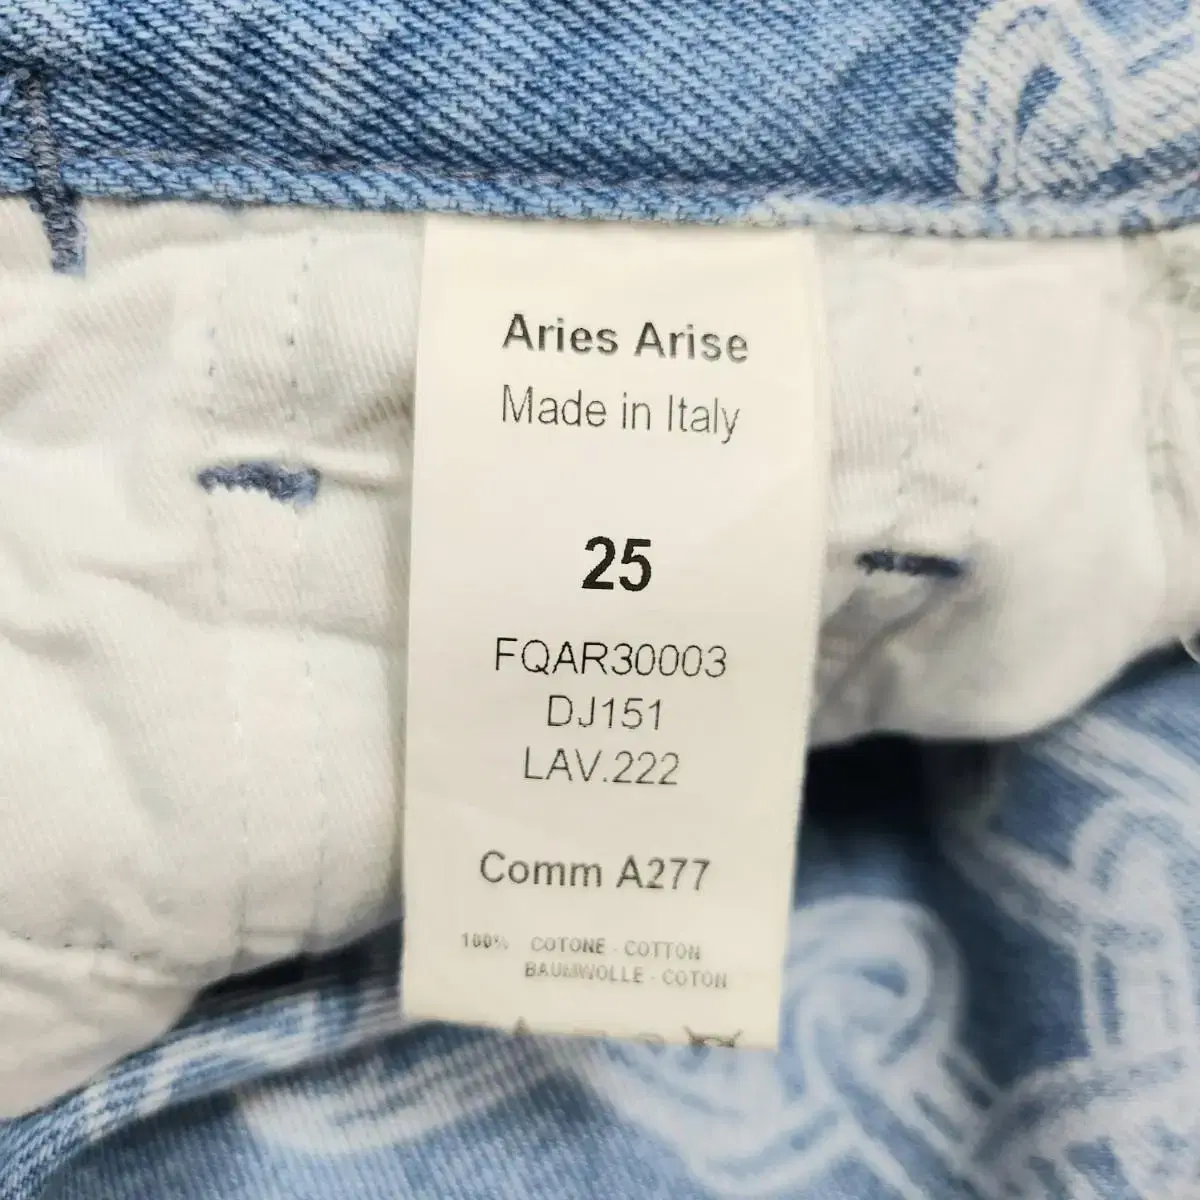 Aries Arise
Made in Italy
25
FQAR30003
DJ151
LAV.222
Comm A277
100% COTONE - COTTON
BAUMWOLLE - COTON